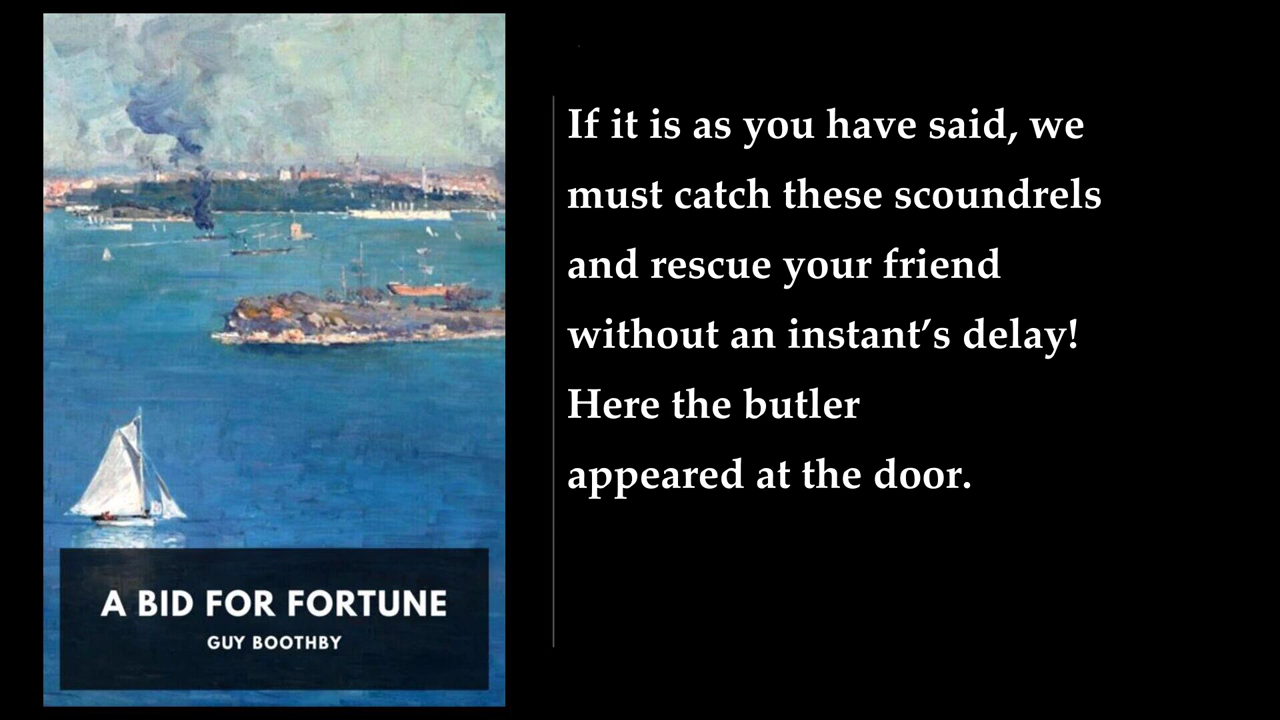 If it is as you have said, we
must catch these scoundrels
and rescue your friend
without an instant’s delay!
Here the butler
appeared at the door.
A BID FOR FORTUNE
GUY BOOTHBY